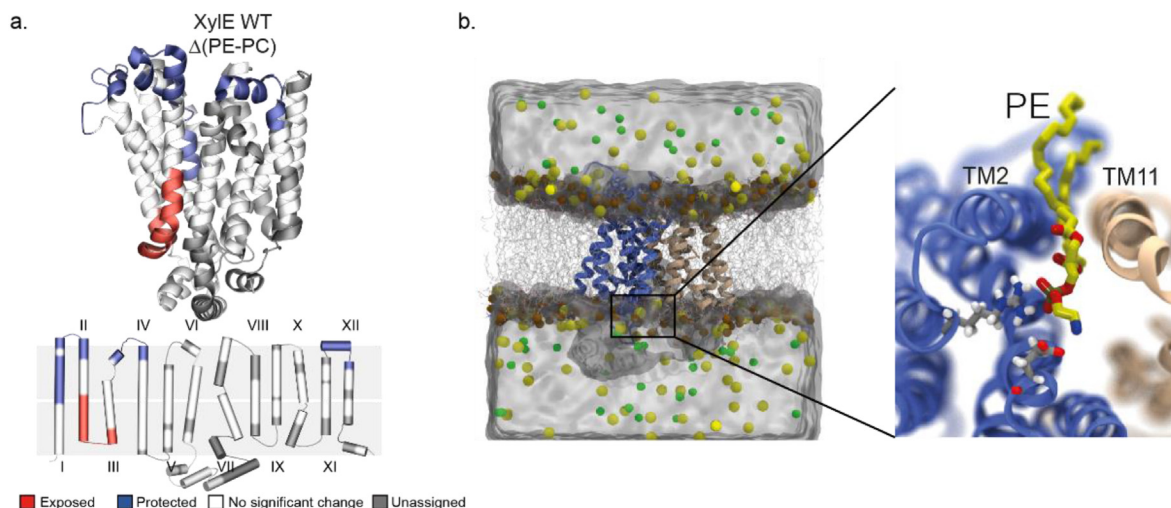 a.
XylE WT
Δ(PE-PC)
II
IV
VI
VIII
X
XII
I
III
V
VII
IX
XI
Exposed
Protected
No significant change
Unassigned
b.
PE
TM2
TM11